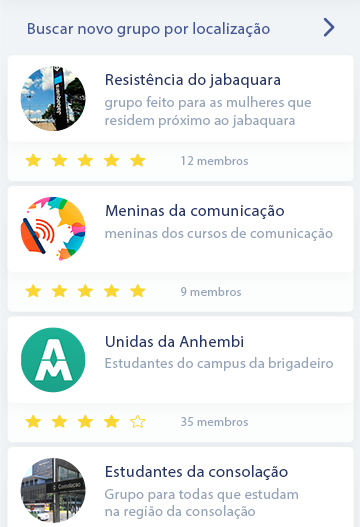 Buscar novo grupo por localização
Resistência do jabaquara
grupo feito para as mulheres que
residem próximo ao jabaquara
12 membros
Meninas da comunicação
meninas dos cursos de comunicação
9 membros
AM
Unidas da Anhembi
Estudantes do campus da brigadeiro
35 membros
Estudantes da consolação
Grupo para todas que estudam
na região da consolação